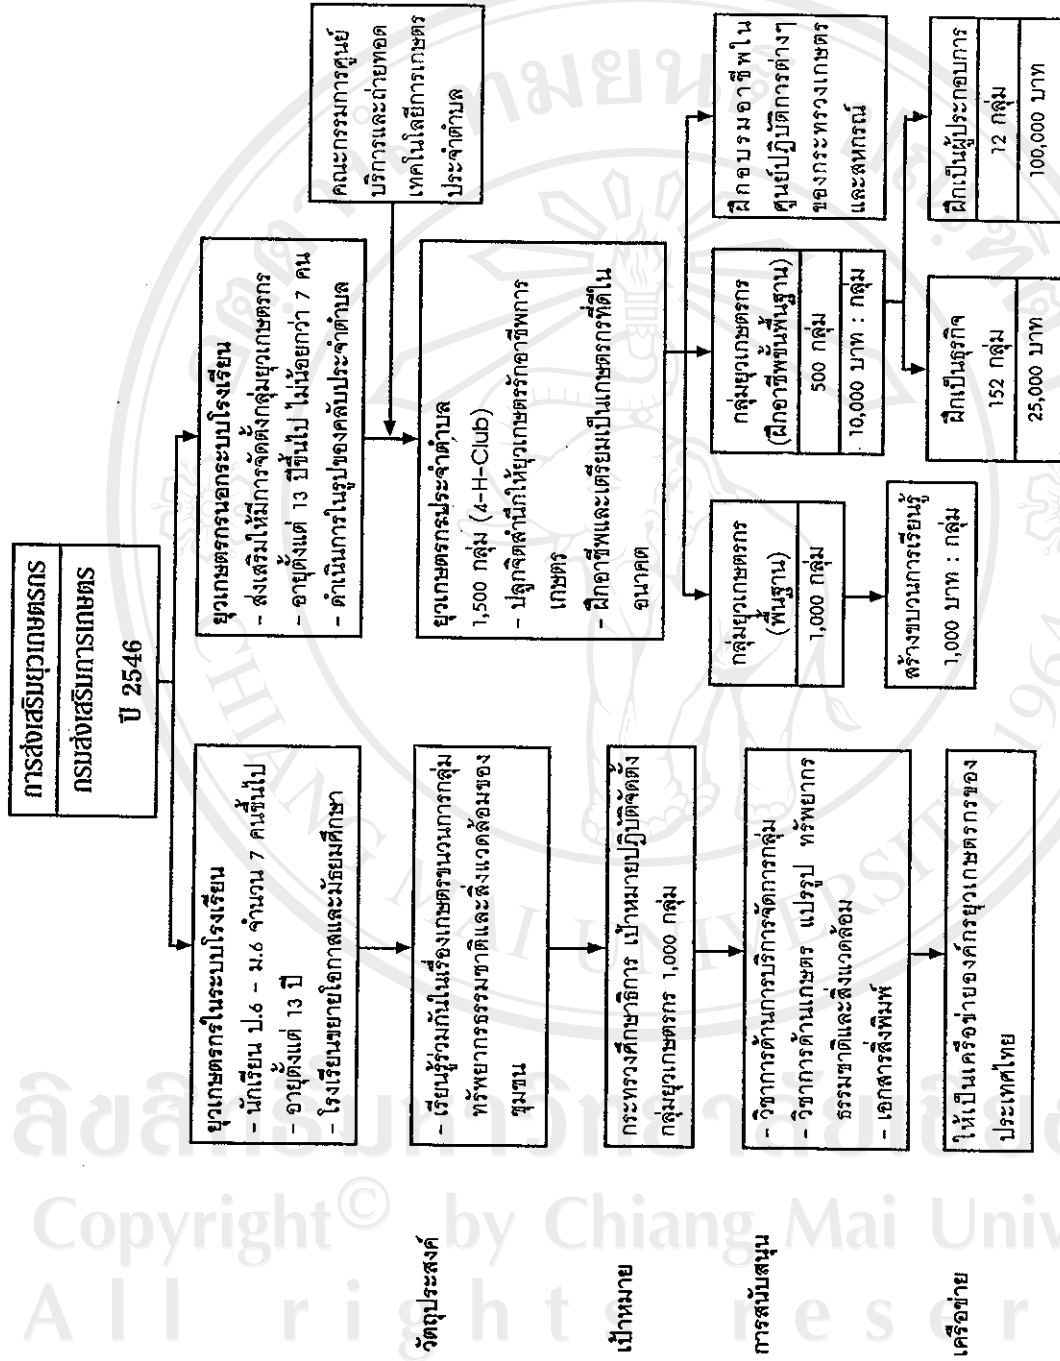 การส่งเสริมยุวเกษตรกร
กรมส่งเสริมการเกษตร
ปี 2546
ยุวเกษตรกรในระบบโรงเรียน
- นักเรียน ป.6 - ม.6 จำนวน 7 คนขึ้นไป
- อายุตั้งแต่ 13 ปี
- โรงเรียนขยายโอกาสและมัธยมศึกษา
ยุวเกษตรกรนอกระบบโรงเรียน
- ส่งเสริมให้มีการจัดตั้งกลุ่มยุวเกษตรกร
- อายุตั้งแต่ 13 ปีขึ้นไป ไม่น้อยกว่า 7 คน
- ดำเนินการในรูปของคลับประจำตำบล
คณะกรรมการศูนย์
บริการและถ่ายทอด
เทคโนโลยีการเกษตร
ประจำตำบล
วัตถุประสงค์
- เรียนรู้ร่วมกันในเรื่องเกษตรขนวนการกลุ่ม
ทรัพยากรธรรมชาติและสิ่งแวดล้อมของ
ชุมชน
ยุวเกษตรกรประจำตำบล
1,500 กลุ่ม (4-H-Club)
- ปลูกจิตสำนึกให้ยุวเกษตรรักอาชีพการ
เกษตร
- ฝึกอาชีพและเตรียมเป็นเกษตรกรที่ดีใน
อนาคต
เป้าหมาย
กระทรวงศึกษาธิการ เป้าหมายปฏิบัติจัดตั้ง
กลุ่มยุวเกษตรกร 1,000 กลุ่ม
การสนับสนุน
- วิชาการด้านการบริการจัดการกลุ่ม
- วิชาการด้านเกษตร แปรรูป ทรัพยากร
ธรรมชาติและสิ่งแวดล้อม
- เอกสารสิ่งพิมพ์
กลุ่มยุวเกษตรกร
(พื้นฐาน)
1,000 กลุ่ม
กลุ่มยุวเกษตรกร
(ฝึกอาชีพขั้นพื้นฐาน)
500 กลุ่ม
10,000 บาท : กลุ่ม
ฝึกอบรมอาชีพใน
ศูนย์ปฏิบัติการต่างๆ
ของกระทรวงเกษตร
และสหกรณ์
สร้างขบวนการเรียนรู้
1,000 บาท : กลุ่ม
ฝึกเป็นธุรกิจ
152 กลุ่ม
25,000 บาท
ฝึกเป็นผู้ประกอบการ
12 กลุ่ม
100,000 บาท
เครือข่าย
ให้เป็นเครือข่ายองค์กรยุวเกษตรกรของ
ประเทศไทย
CHIANG MAI UNIVERSITY 1964
Copyright© by Chiang Mai Univ
All rights reser